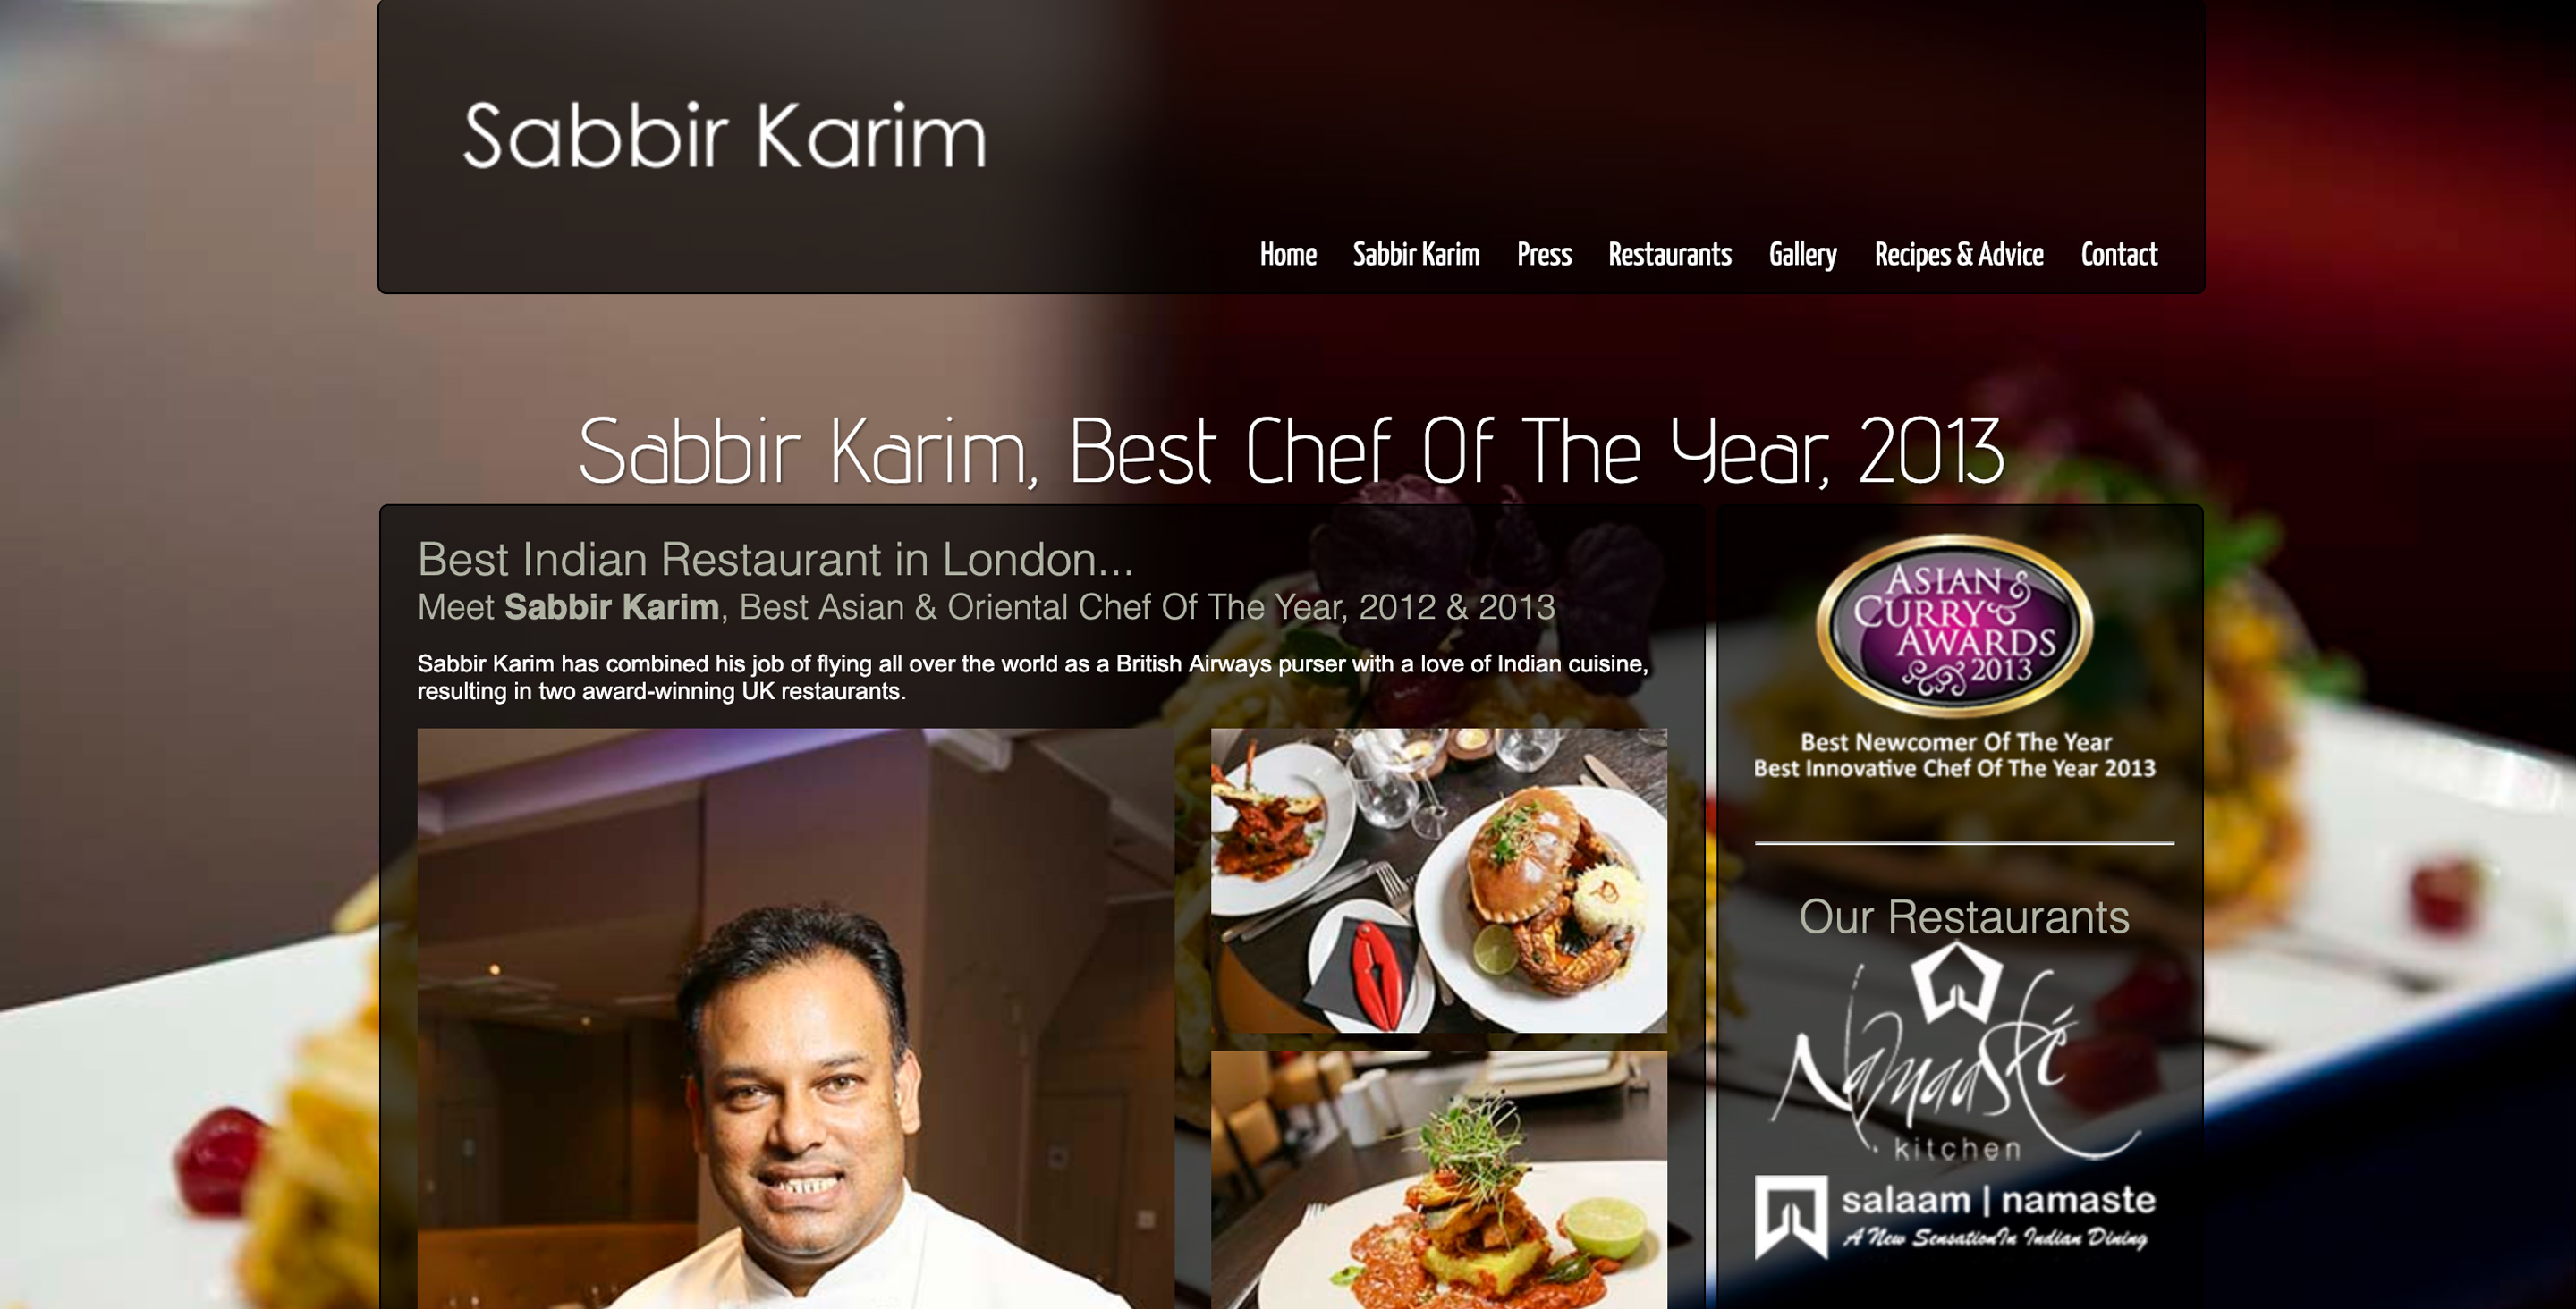 Sabbir Karim
Home Sabbir Karim Press Restaurants Gallery Recipes & Advice Contact
Sabbir Karim, Best Chef Of The Year, 2013
Best Indian Restaurant in London...
Meet Sabbir Karim, Best Asian & Oriental Chef Of The Year, 2012 & 2013
Sabbir Karim has combined his job of flying all over the world as a British Airways purser with a love of Indian cuisine,
resulting in two award-winning UK restaurants.
ASIAN &
CURRY
AWARDS
2013
Best Newcomer Of The Year
Best Innovative Chef Of The Year 2013
Our Restaurants
Namaasté
kitchen
salaam | namaste
A New Sensation In Indian Dining